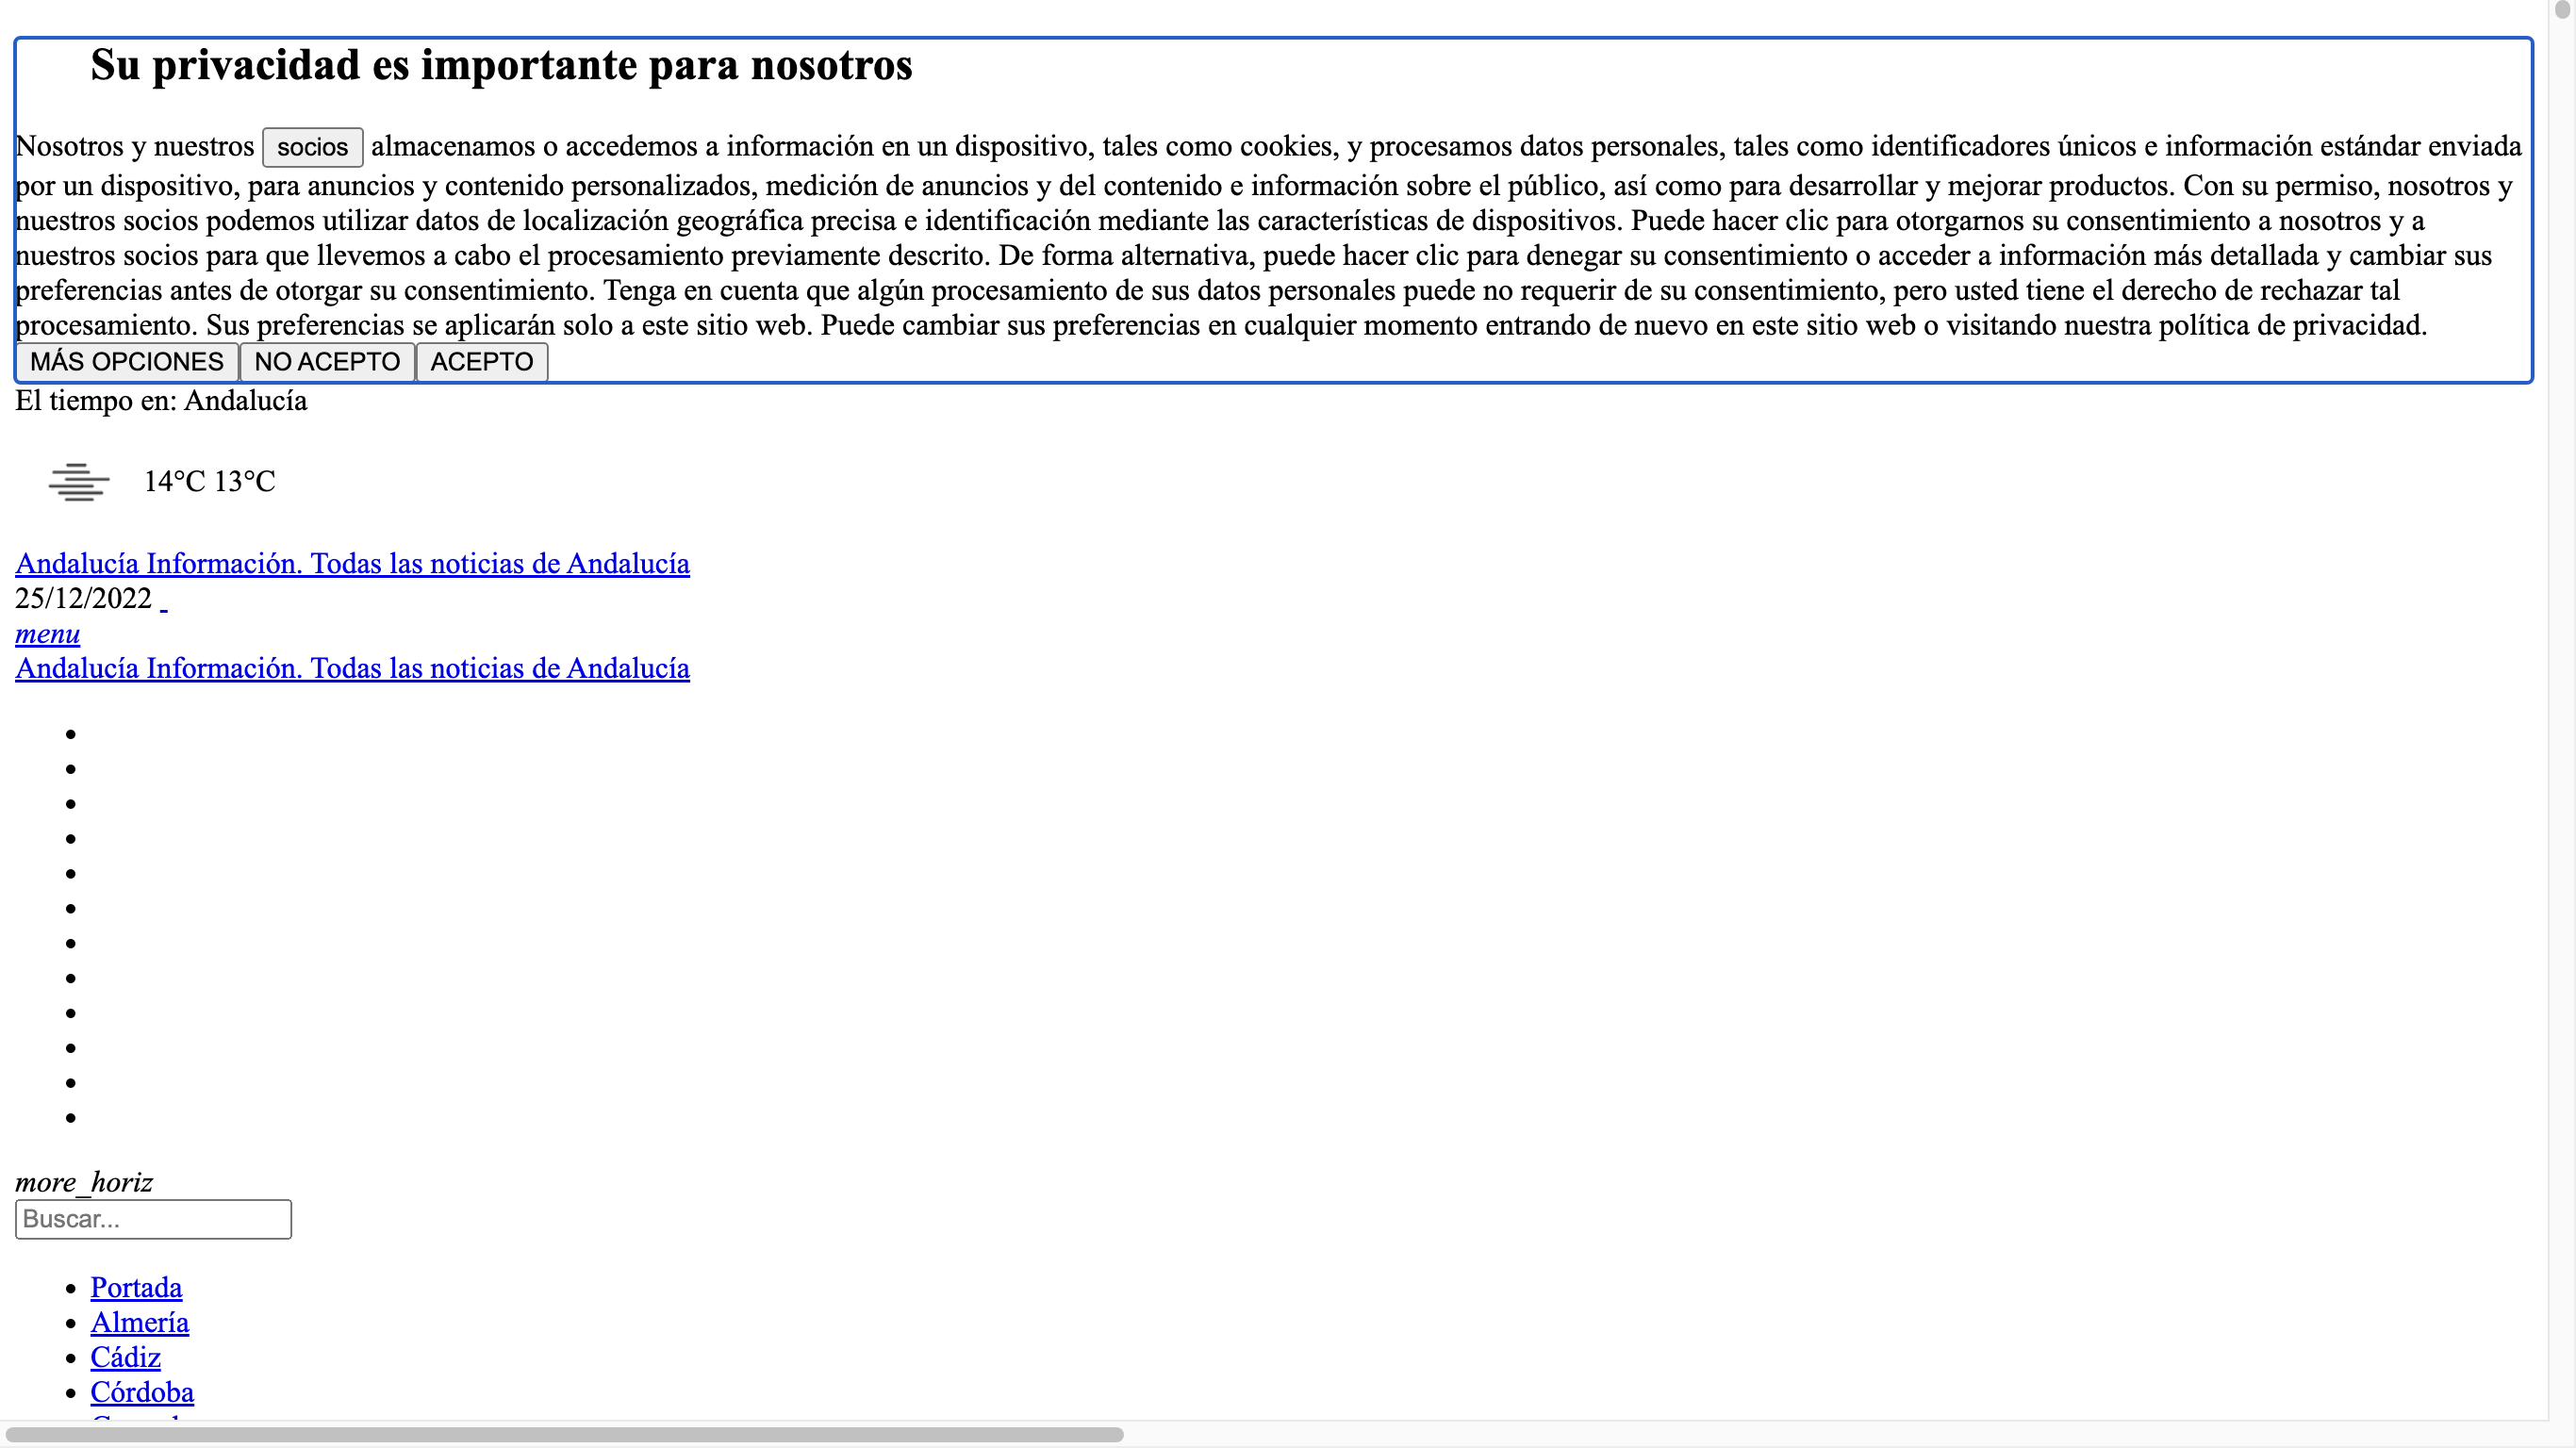 Su privacidad es importante para nosotros
Nosotros y nuestros socios almacenamos o accedemos a información en un dispositivo, tales como cookies, y procesamos datos personales, tales como identificadores únicos e información estándar enviada
por un dispositivo, para anuncios y contenido personalizados, medición de anuncios y del contenido e información sobre el público, así como para desarrollar y mejorar productos. Con su permiso, nosotros y
nuestros socios podemos utilizar datos de localización geográfica precisa e identificación mediante las características de dispositivos. Puede hacer clic para otorgarnos su consentimiento a nosotros y a
nuestros socios para que llevemos a cabo el procesamiento previamente descrito. De forma alternativa, puede hacer clic para denegar su consentimiento o acceder a información más detallada y cambiar sus
preferencias antes de otorgar su consentimiento. Tenga en cuenta que algún procesamiento de sus datos personales puede no requerir de su consentimiento, pero usted tiene el derecho de rechazar tal
procesamiento. Sus preferencias se aplicarán solo a este sitio web. Puede cambiar sus preferencias en cualquier momento entrando de nuevo en este sitio web o visitando nuestra política de privacidad.
MÁS OPCIONES NO ACEPTO ACEPTO
El tiempo en: Andalucía
14°C 13°C
Andalucía Información. Todas las noticias de Andalucía
25/12/2022
menu
Andalucía Información. Todas las noticias de Andalucía
more_horiz
Buscar...
Portada
Almería
Cádiz
Córdoba